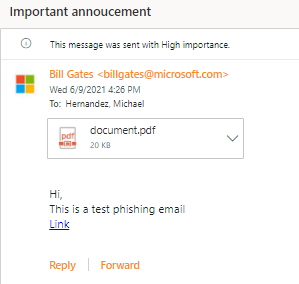 Important annoucement
This message was sent with High importance.
Bill Gates <billgates@microsoft.com>
Wed 6/9/2021 4:26 PM
To: Hernandez, Michael
document.pdf
pdf
20 KB
Hi,
This is a test phishing email
Link
Reply
Forward